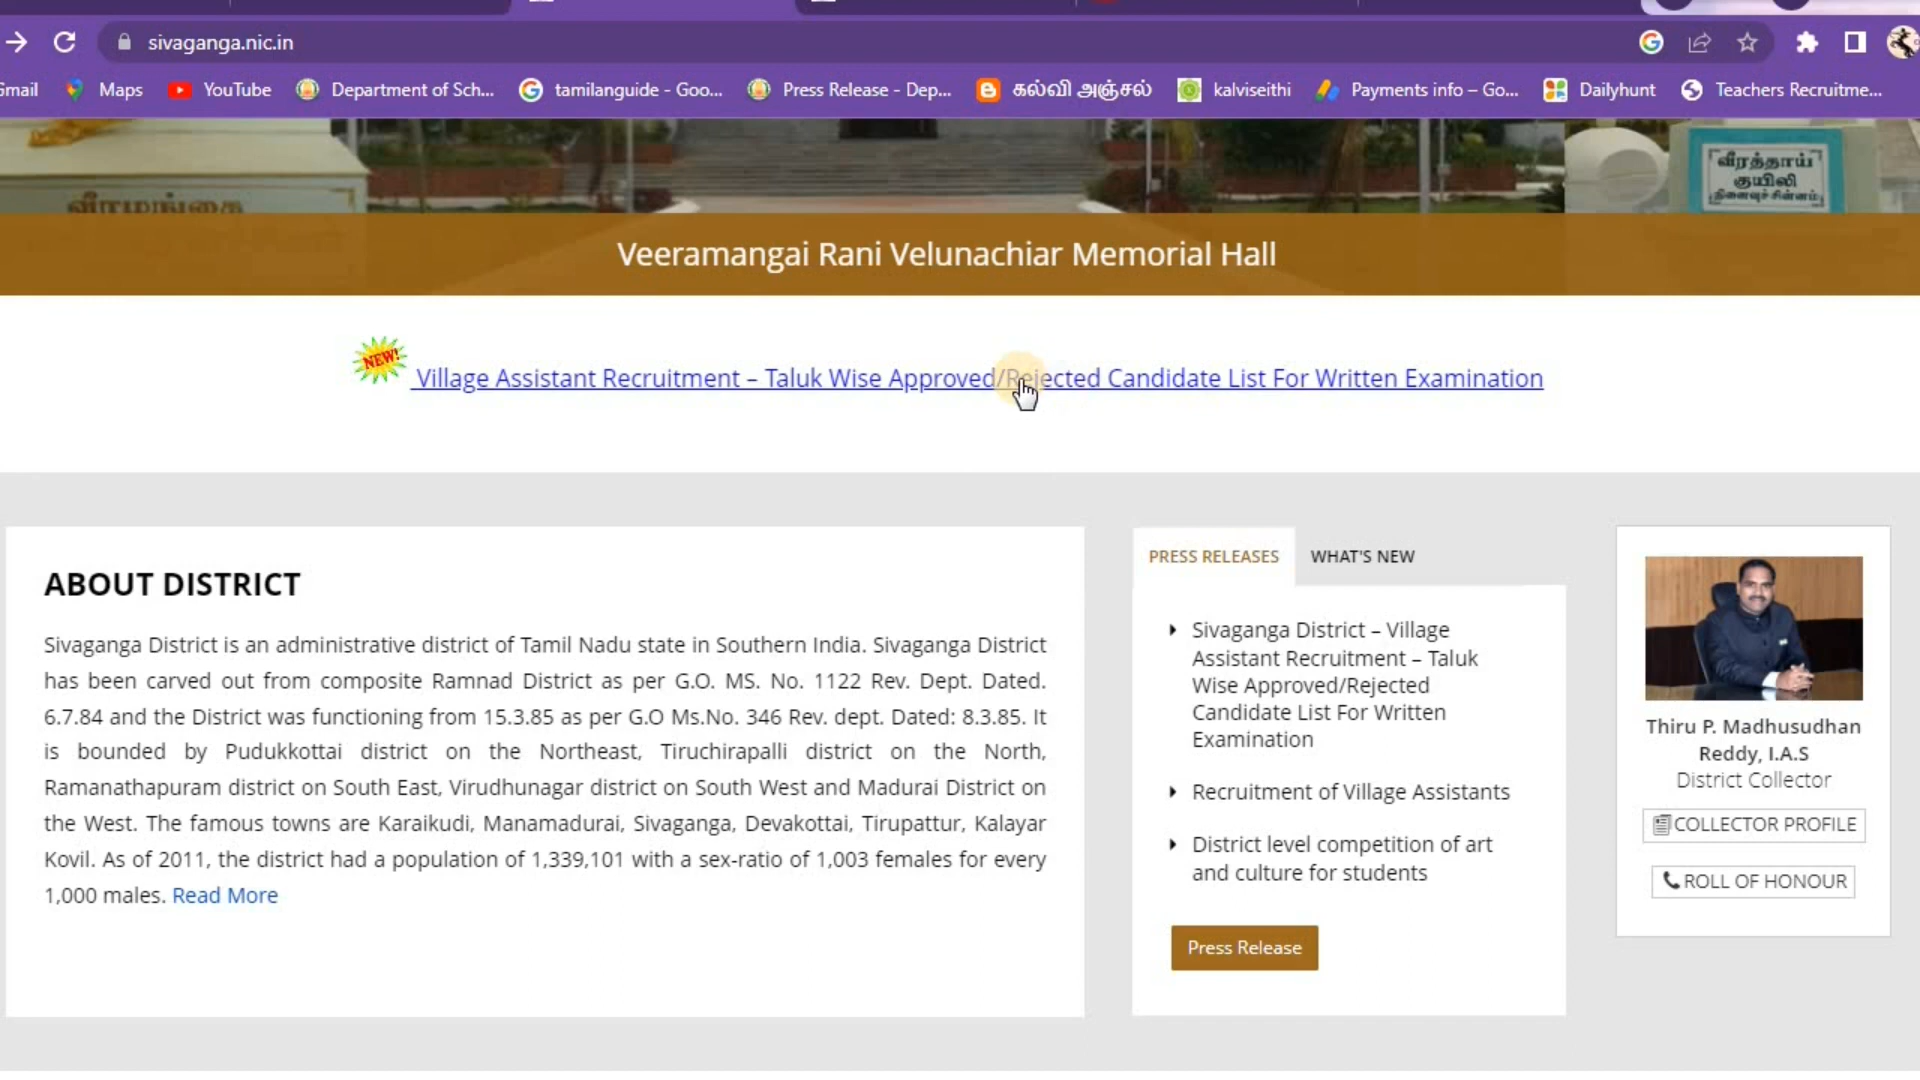 sivaganga.nic.in
Gmail Maps YouTube Department of Sch... tamilanguide - Goo... Press Release - Dep... கல்வி அஞ்சல் kalviseithi Payments info – Go... Dailyhunt Teachers Recruitme...
வீரத்தாய்
குயிலி
நினைவுச்சின்னம்
வீரமங்கை
Veeramangai Rani Velunachiar Memorial Hall
NEW! Village Assistant Recruitment – Taluk Wise Approved/Rejected Candidate List For Written Examination
ABOUT DISTRICT
Sivaganga District is an administrative district of Tamil Nadu state in Southern India. Sivaganga District
has been carved out from composite Ramnad District as per G.O. MS. No. 1122 Rev. Dept. Dated.
6.7.84 and the District was functioning from 15.3.85 as per G.O Ms.No. 346 Rev. dept. Dated: 8.3.85. It
is bounded by Pudukkottai district on the Northeast, Tiruchirapalli district on the North,
Ramanathapuram district on South East, Virudhunagar district on South West and Madurai District on
the West. The famous towns are Karaikudi, Manamadurai, Sivaganga, Devakottai, Tirupattur, Kalayar
Kovil. As of 2011, the district had a population of 1,339,101 with a sex-ratio of 1,003 females for every
1,000 males. Read More
PRESS RELEASES WHAT'S NEW
Sivaganga District – Village
Assistant Recruitment – Taluk
Wise Approved/Rejected
Candidate List For Written
Examination
Recruitment of Village Assistants
District level competition of art
and culture for students
Press Release
Thiru P. Madhusudhan
Reddy, I.A.S
District Collector
COLLECTOR PROFILE
ROLL OF HONOUR